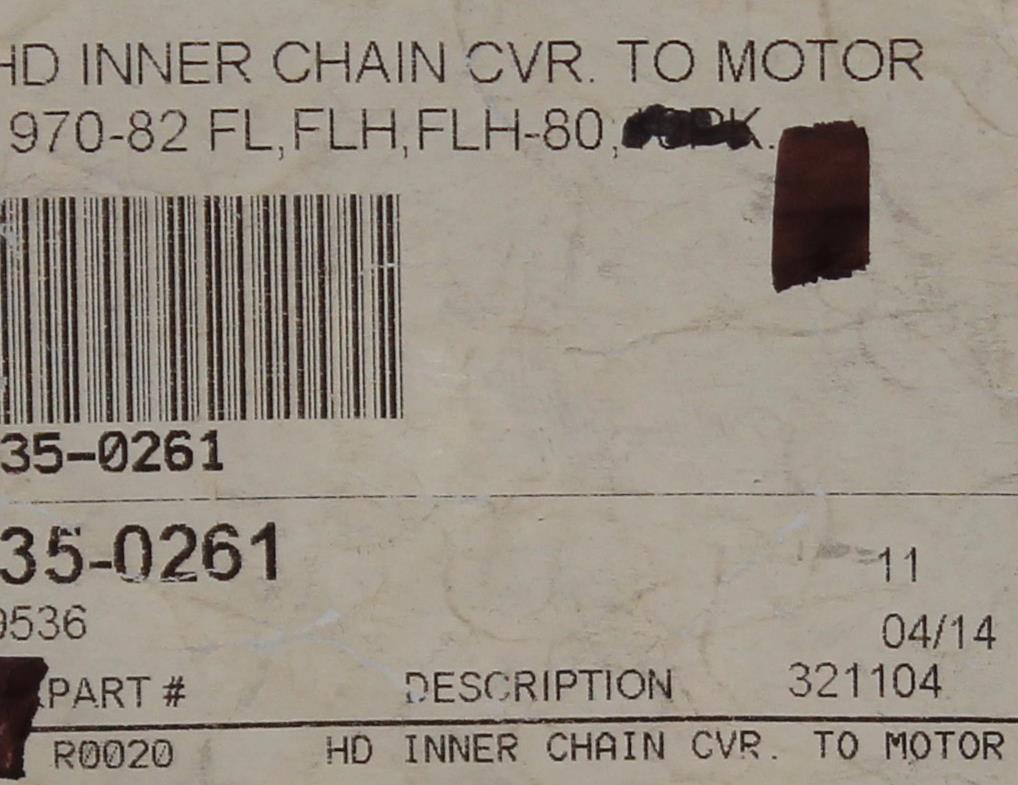 HD INNER CHAIN CVR. TO MOTOR
970-82 FL,FLH,FLH-80,
35-0261
35-0261 11
9536 04/14
PART # DESCRIPTION 321104
R0020 HD INNER CHAIN CVR. TO MOTOR